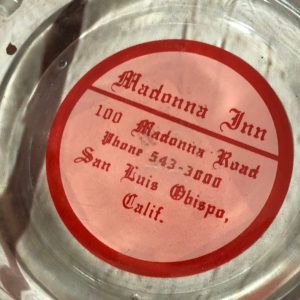 Madonna Inn
100 Madonna Road
Phone 543-3000
San Luis Obispo,
Calif.